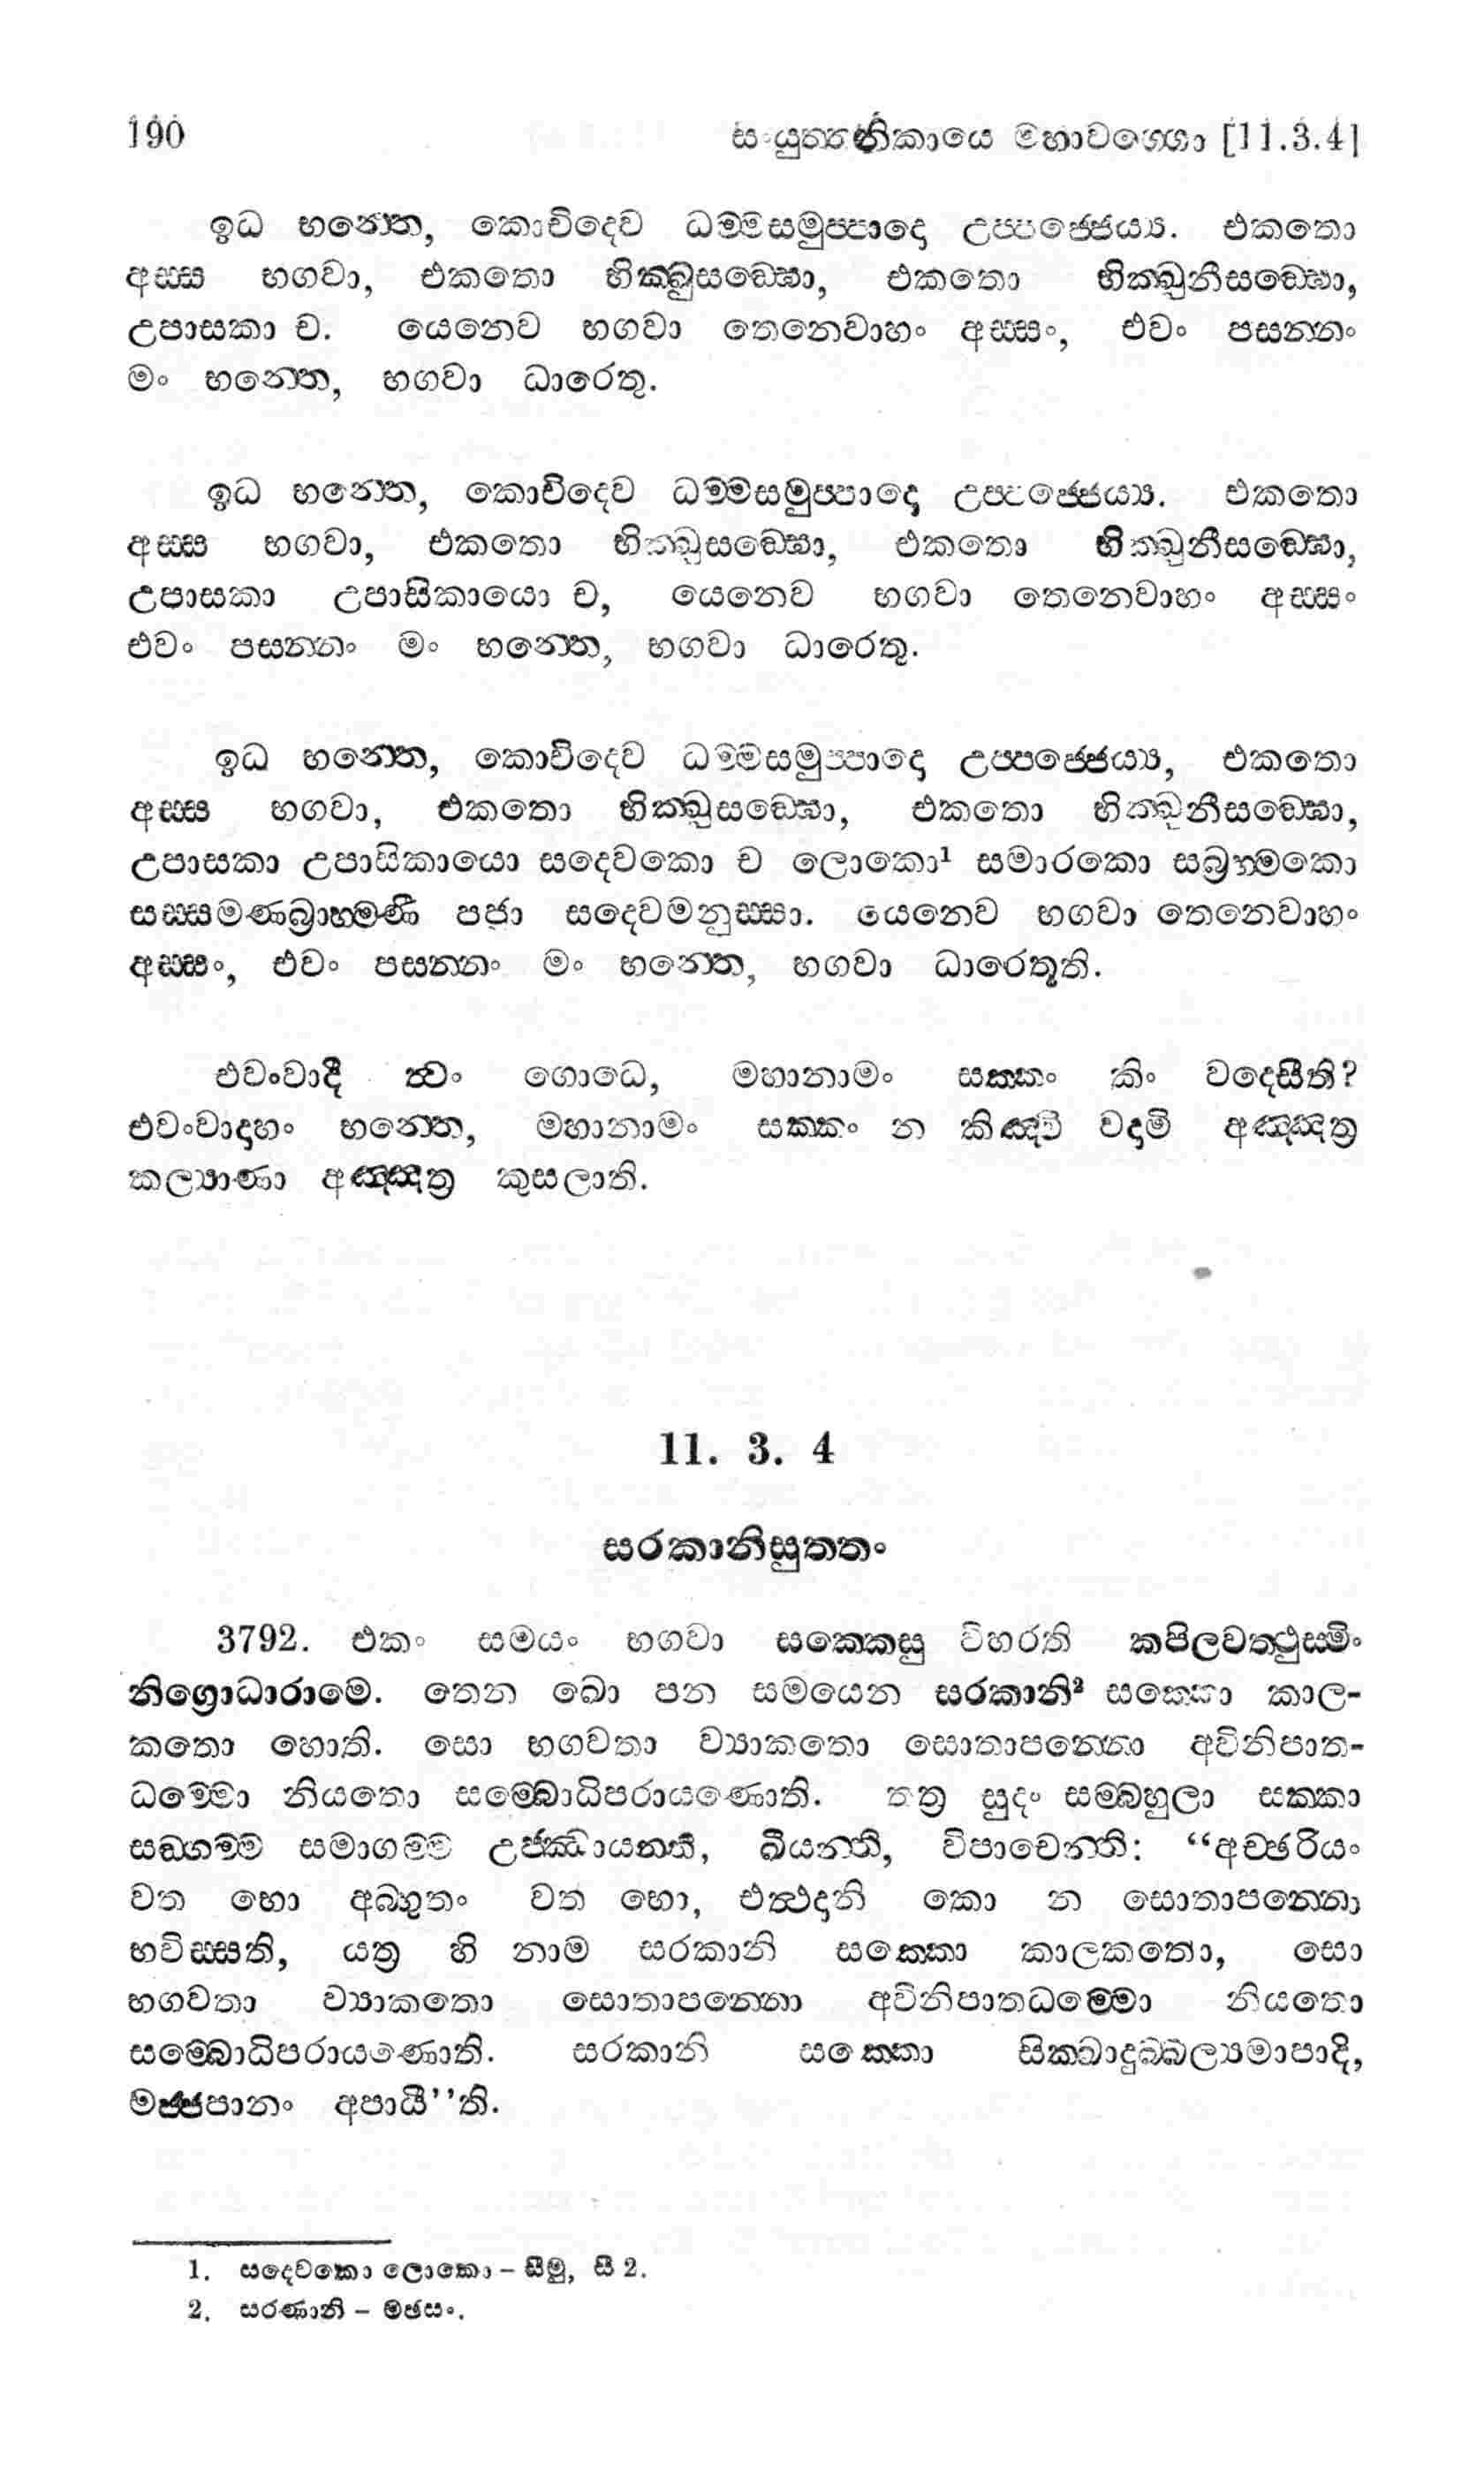 190 සංයුත්තනිකායෙ මහාවග්ගො [11.3.4]
ඉධ භන්තෙ, කොචිදෙව ධම්මසමුප්පාදො උප්පජ්ජෙය්‍ය. එකතො
අස්ස භගවා, එකතො භික්ඛුසඞ්ඝො, එකතො භික්ඛුනීසඞ්ඝො,
උපාසකා ච. යෙනෙව භගවා තෙනෙවාහං අස්සං, එවං පසන්නං
මං භන්තෙ, භගවා ධාරෙතු.
ඉධ භන්තෙ, කොචිදෙව ධම්මසමුප්පාදො උප්පජ්ජෙය්‍ය. එකතො
අස්ස භගවා, එකතො භික්ඛුසඞ්ඝො, එකතො භික්ඛුනීසඞ්ඝො,
උපාසකා උපාසිකායො ච, යෙනෙව භගවා තෙනෙවාහං අස්සං
එවං පසන්නං මං භන්තෙ, භගවා ධාරෙතු.
ඉධ භන්තෙ, කොචිදෙව ධම්මසමුප්පාදො උප්පජ්ජෙය්‍ය, එකතො
අස්ස භගවා, එකතො භික්ඛුසඞ්ඝො, එකතො භික්ඛුනීසඞ්ඝො,
උපාසකා උපාසිකායො සදෙවකො ච ලොකො¹ සමාරකො සබ්‍රහ්මකො
සස්සමණබ්‍රාහ්මණී පජා සදෙවමනුස්සා. යෙනෙව භගවා තෙනෙවාහං
අස්සං, එවං පසන්නං මං භන්තෙ, භගවා ධාරෙතූති.
එවංවාදී ත්වං ගොධෙ, මහානාමං සක්කං කිං වදෙසීති?
එවංවාදාහං භන්තෙ, මහානාමං සක්කං න කිඤ්චි වදාමි අඤ්ඤත්‍ර
කල්‍යාණා අඤ්ඤත්‍ර කුසලාති.
11. 3. 4
සරකානිසුත්තං
3792. එකං සමයං භගවා සක්කෙසු විහරති කපිලවත්ථුස්මිං
නිග්‍රොධාරාමෙ. තෙන ඛො පන සමයෙන සරකානි² සක්කො කාල-
කතො හොති. සො භගවතා ව්‍යාකතො සොතාපන්නො අවිනිපාත-
ධම්මො නියතො සම්බොධිපරායණොති. තත්‍ර සුදං සම්බහුලා සක්කා
සඞ්ගම්ම සමාගම්ම උජ්ඣායන්ති, ඛීයන්ති, විපාචෙන්ති: “අච්ඡරියං
වත භො අබ්භුතං වත භො, එත්ථදානි කො න සොතාපන්නො
භවිස්සති, යත්‍ර හි නාම සරකානි සක්කො කාලකතො, සො
භගවතා ව්‍යාකතො සොතාපන්නො අවිනිපාතධම්මො නියතො
සම්බොධිපරායණොති. සරකානි සක්කො සික්ඛාදුබ්බල්‍යමාපාදි,
මජ්ජපානං අපායී”ති.
1. සදෙවකො ලොකො – සීමු, සී 2.
2. සරණානි – මඡසං.